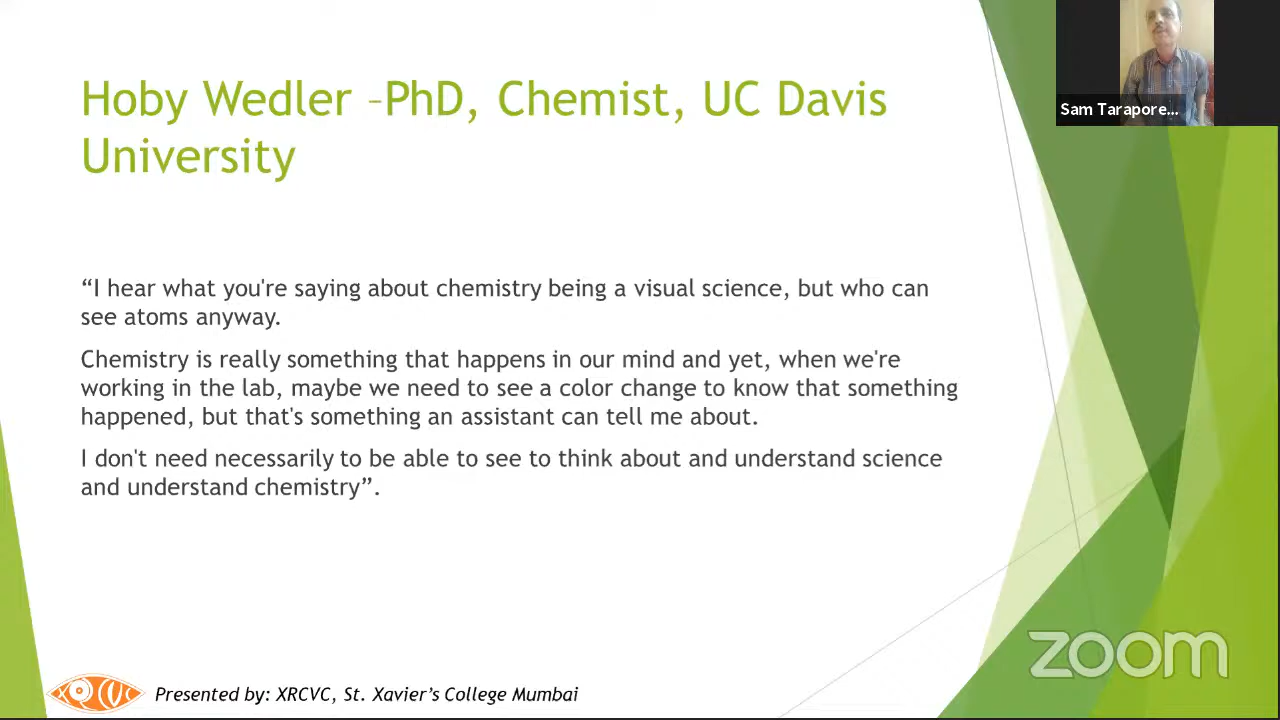 Hoby Wedler –PhD, Chemist, UC Davis
University
Sam Tarapore...
“I hear what you're saying about chemistry being a visual science, but who can
see atoms anyway.
Chemistry is really something that happens in our mind and yet, when we're
working in the lab, maybe we need to see a color change to know that something
happened, but that's something an assistant can tell me about.
I don't need necessarily to be able to see to think about and understand science
and understand chemistry”.
zoom
XRCVC
Presented by: XRCVC, St. Xavier’s College Mumbai